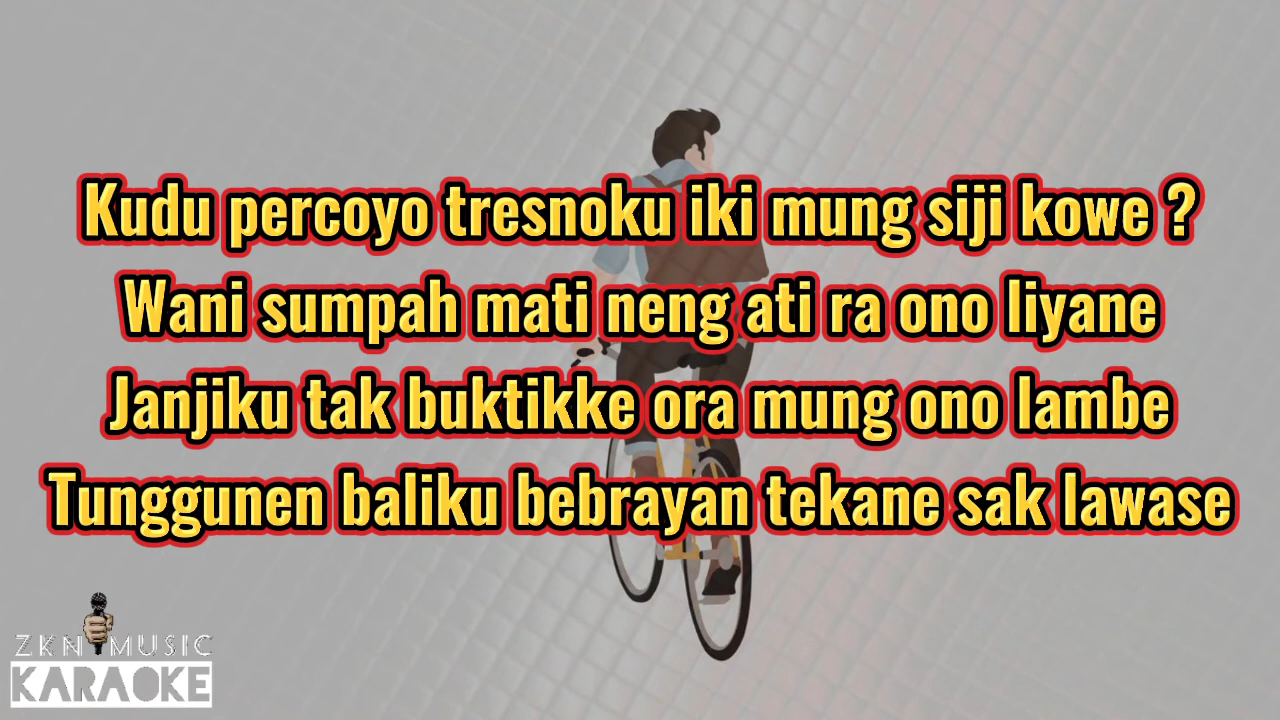 Kudu percoyo tresnoku iki mung siji kowe ?
Wani sumpah mati neng ati ra ono liyane
Janjiku tak buktikke ora mung ono lambe
Tunggunen baliku bebrayan tekane sak lawase
ZKN MUSIC
KARAOKE